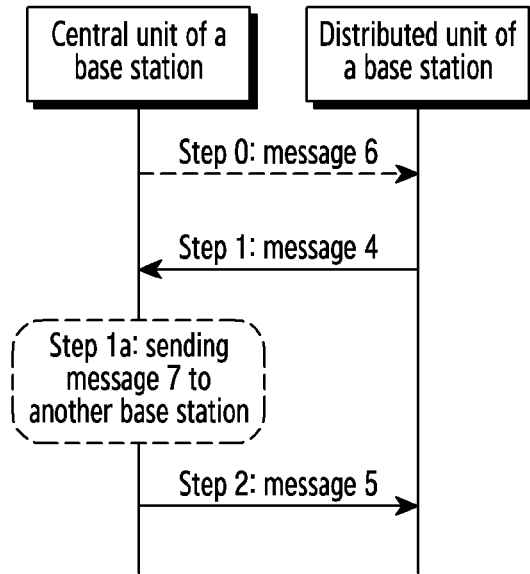 Central unit of a
base station
Distributed unit of
a base station
Step 0: message 6
Step 1: message 4
Step 1a: sending
message 7 to
another base station
Step 2: message 5